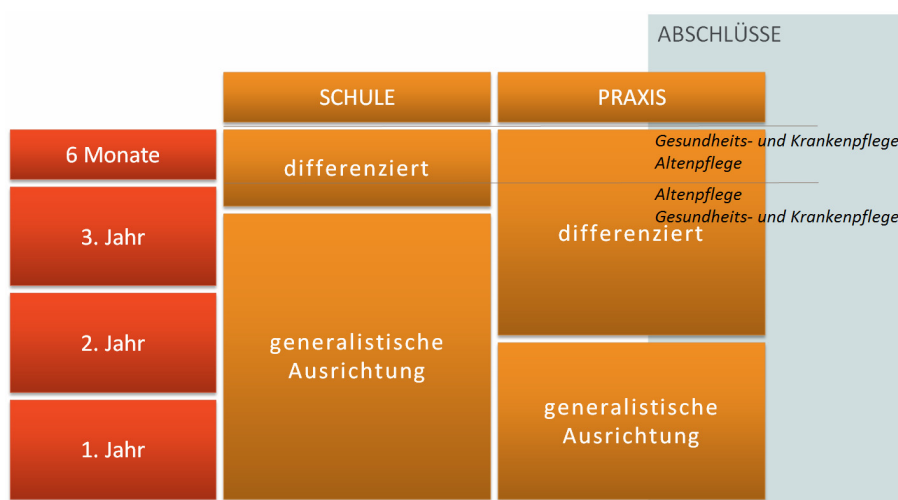 ABSCHLÜSSE
SCHULE
PRAXIS
6 Monate
differenziert
Gesundheits- und Krankenpflege
Altenpflege
Altenpflege
Gesundheits- und Krankenpflege
3. Jahr
differenziert
2. Jahr
generalistische
Ausrichtung
generalistische
Ausrichtung
1. Jahr